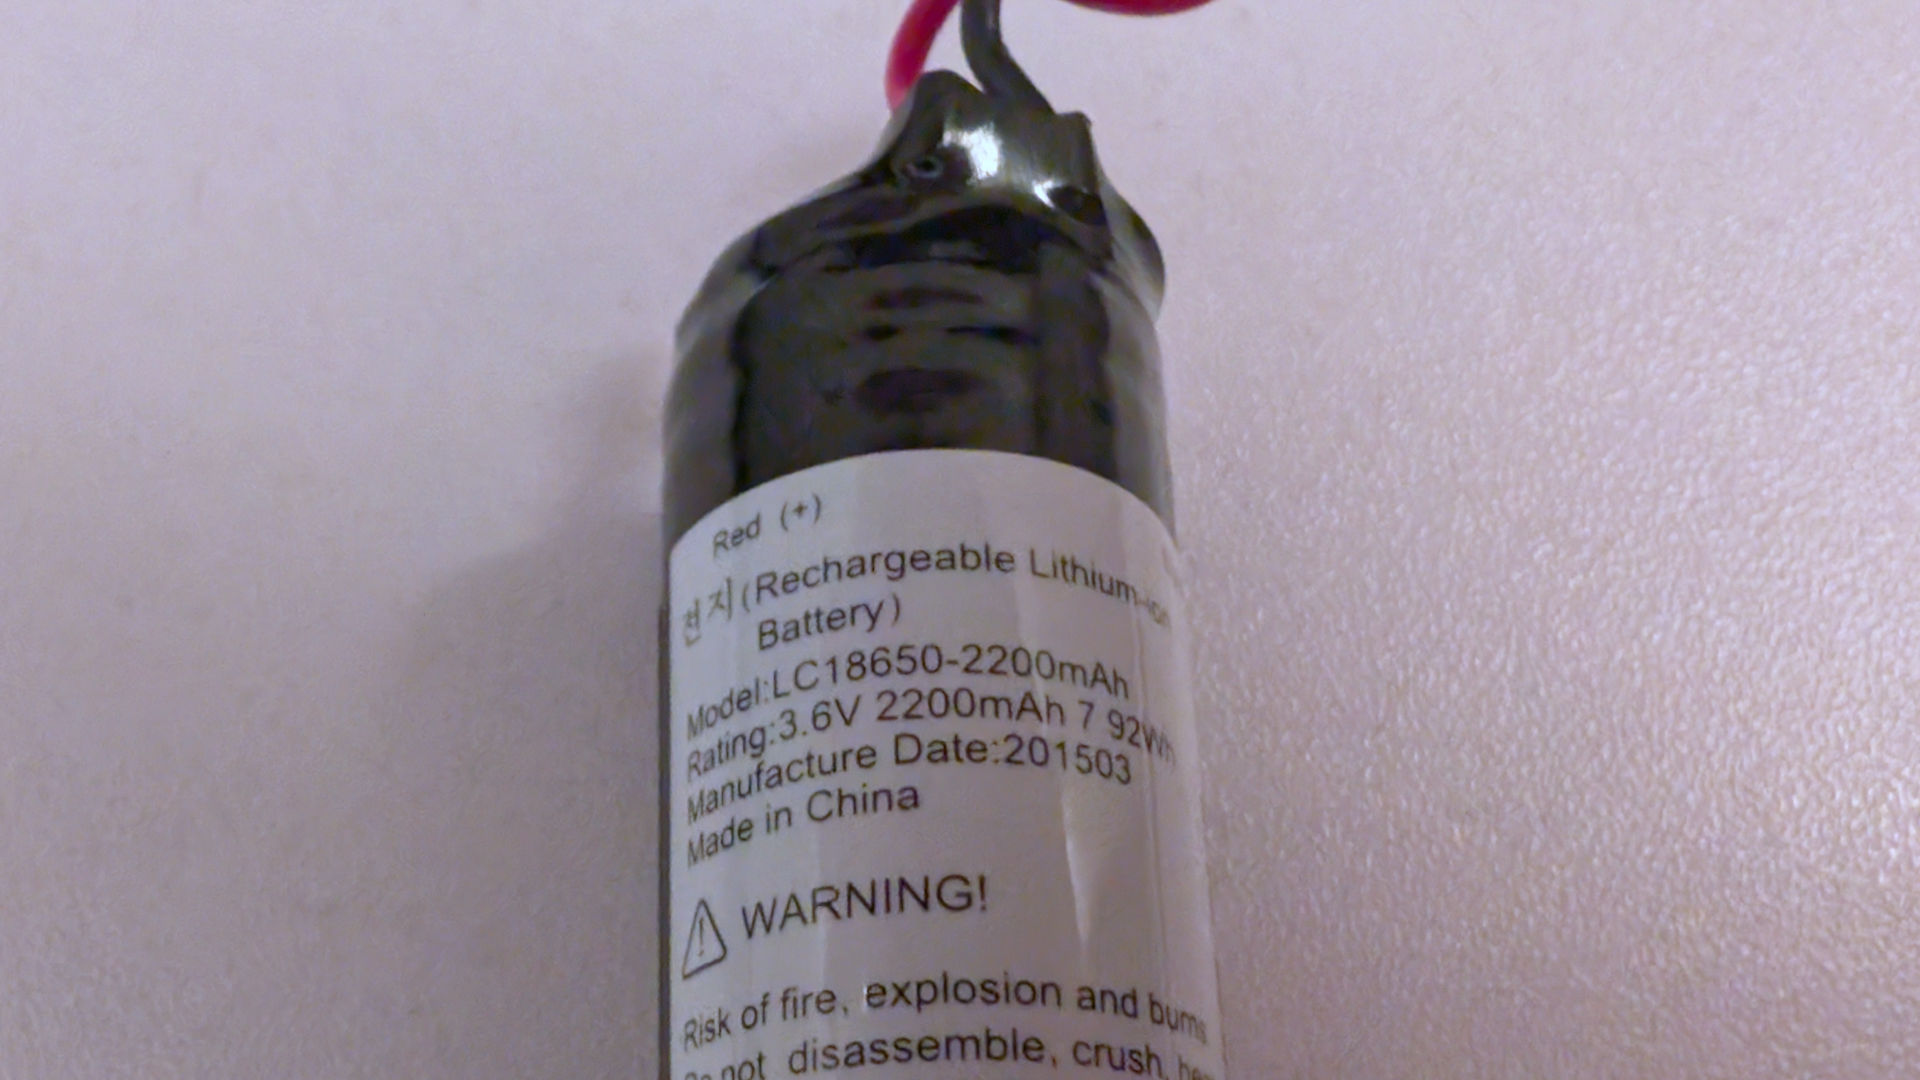 Red (+)
전지(Rechargeable Lithium-ion
Battery)
Model:LC18650-2200mAh
Rating:3.6V 2200mAh 7.92Wh
Manufacture Date:201503
Made in China
WARNING!
Risk of fire, explosion and burns
not disassemble, crush,